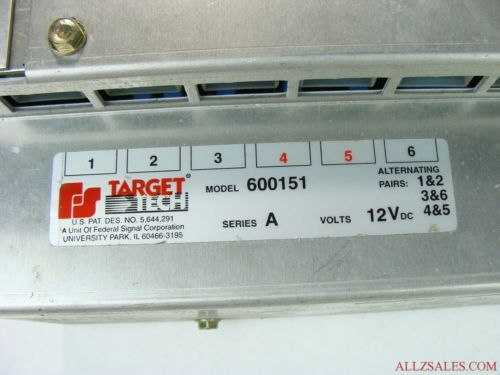 1 2 3 4 5 6
TARGET®
TECH
MODEL 600151
ALTERNATING
PAIRS: 1&2
3&6
4&5
U.S. PAT. DES. NO. 5,644,291
A Unit Of Federal Signal Corporation
UNIVERSITY PARK, IL 60466-3195
SERIES A
VOLTS 12V DC
ALLZSALES.COM